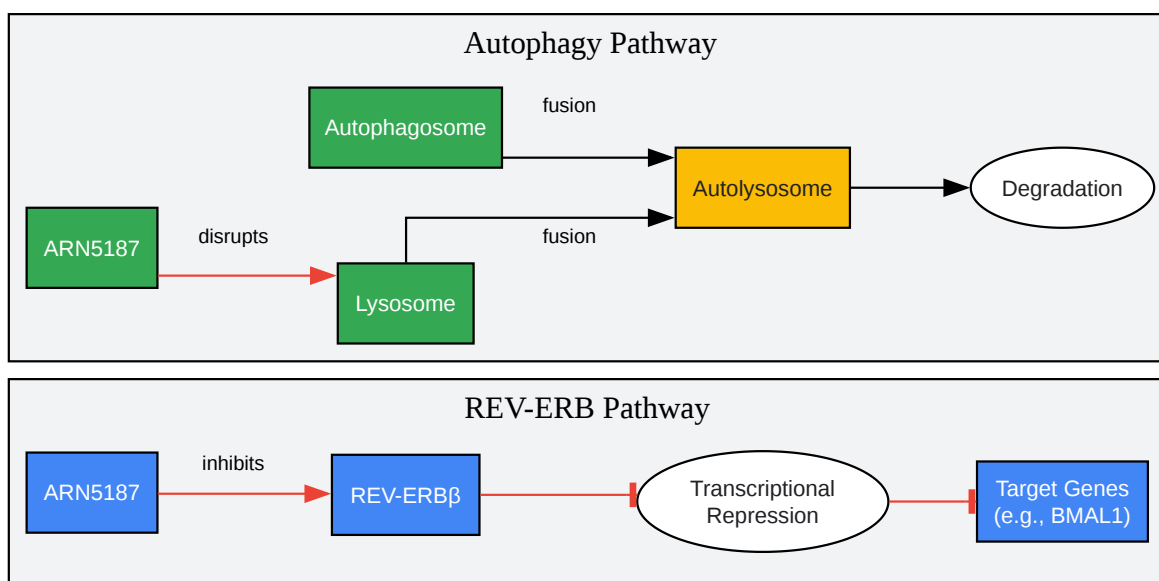 Autophagy Pathway
Autophagosome
fusion
Autolysosome
Degradation
ARN5187
disrupts
fusion
Lysosome
REV-ERB Pathway
ARN5187
inhibits
REV-ERBβ
Transcriptional
Repression
Target Genes
(e.g., BMAL1)